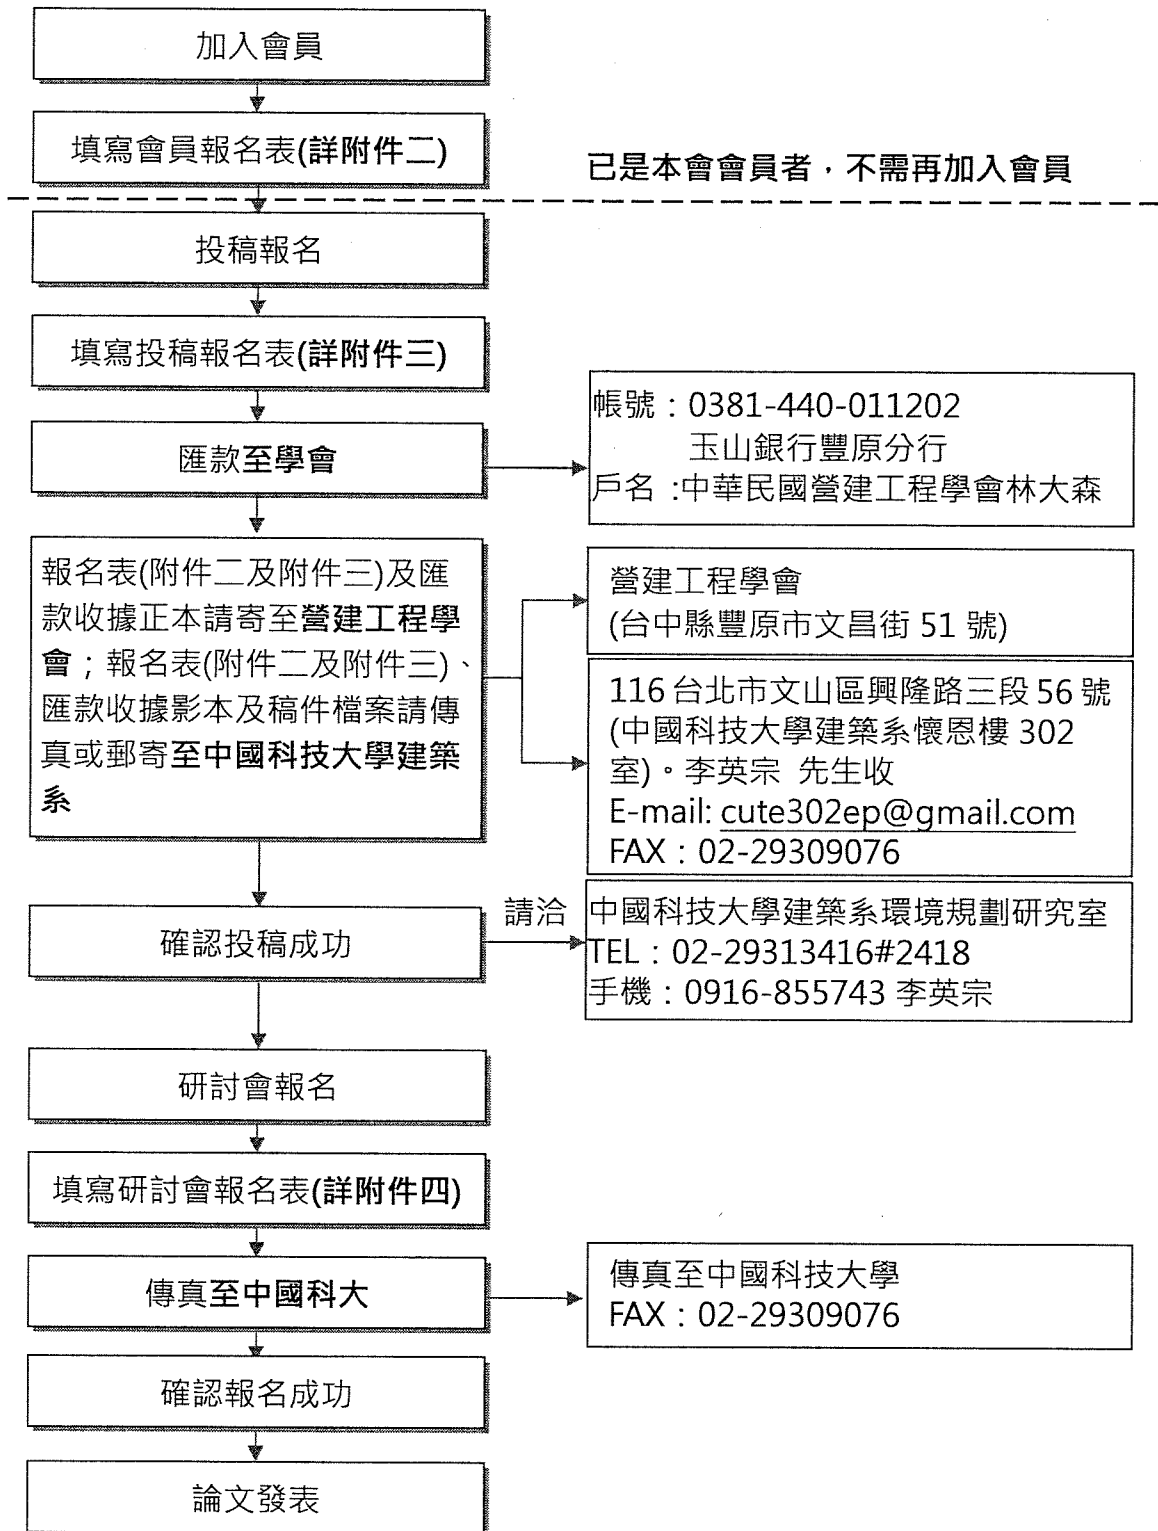 加入會員
填寫會員報名表(詳附件二)
已是本會會員者，不需再加入會員
投稿報名
填寫投稿報名表(詳附件三)
匯款至學會
帳號：0381-440-011202
玉山銀行豐原分行
戶名 :中華民國營建工程學會林大森
報名表(附件二及附件三)及匯
款收據正本請寄至營建工程學
會；報名表(附件二及附件三)、
匯款收據影本及稿件檔案請傳
真或郵寄至中國科技大學建築
系
營建工程學會
(台中縣豐原市文昌街 51 號)
116 台北市文山區興隆路三段 56 號
(中國科技大學建築系懷恩樓 302
室)。李英宗 先生收
E-mail: cute302ep@gmail.com
FAX：02-29309076
確認投稿成功
請洽
中國科技大學建築系環境規劃研究室
TEL：02-29313416#2418
手機：0916-855743 李英宗
研討會報名
填寫研討會報名表(詳附件四)
傳真至中國科大
傳真至中國科技大學
FAX：02-29309076
確認報名成功
論文發表